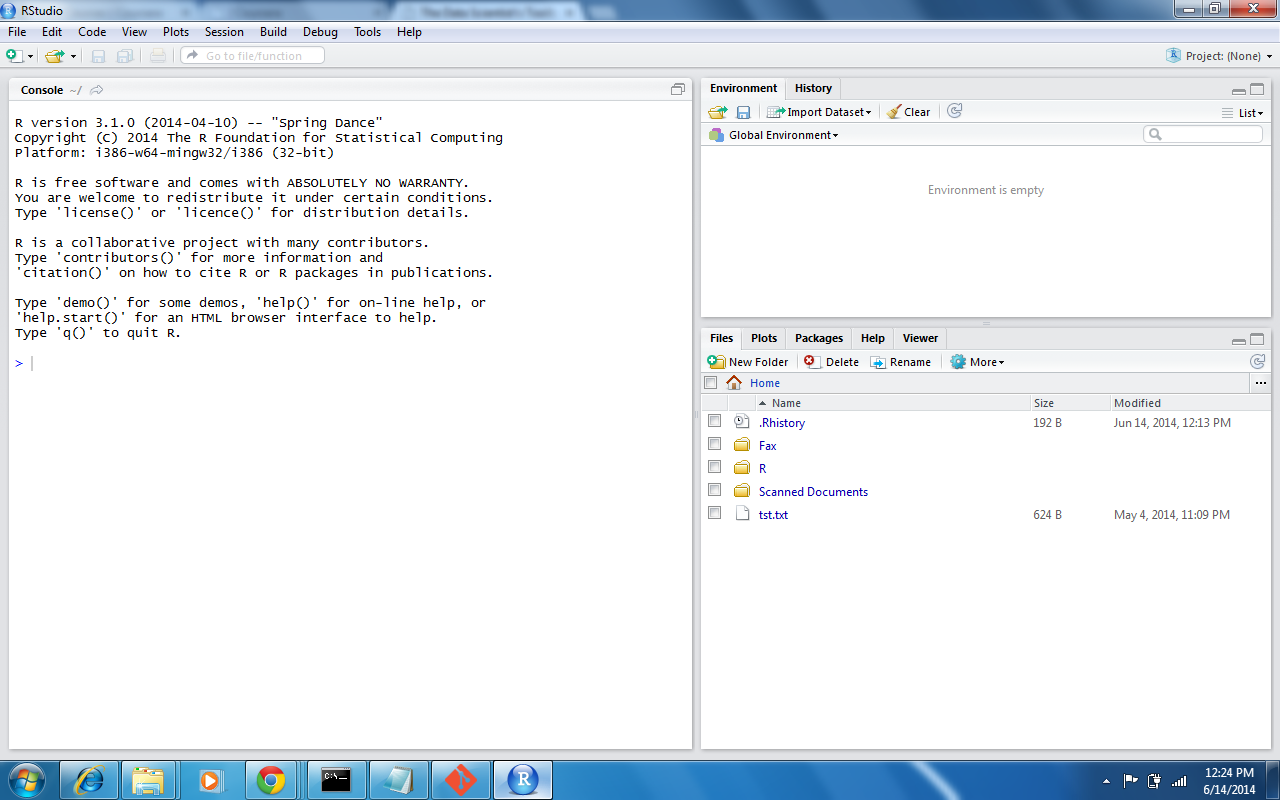 RStudio
The Data Scientist's Tool
File Edit Code View Plots Session Build Debug Tools Help
Go to file/function
Project: (None)
Console ~/
R version 3.1.0 (2014-04-10) -- "Spring Dance"
Copyright (C) 2014 The R Foundation for Statistical Computing
Platform: i386-w64-mingw32/i386 (32-bit)
R is free software and comes with ABSOLUTELY NO WARRANTY.
You are welcome to redistribute it under certain conditions.
Type 'license()' or 'licence()' for distribution details.
R is a collaborative project with many contributors.
Type 'contributors()' for more information and
'citation()' on how to cite R or R packages in publications.
Type 'demo()' for some demos, 'help()' for on-line help, or
'help.start()' for an HTML browser interface to help.
Type 'q()' to quit R.
>
Environment History
Import Dataset Clear List
Global Environment
Environment is empty
Files Plots Packages Help Viewer
New Folder Delete Rename More
Home ...
Name Size Modified
.Rhistory 192 B Jun 14, 2014, 12:13 PM
Fax
R
Scanned Documents
tst.txt 624 B May 4, 2014, 11:09 PM
C:\_
R
12:24 PM
6/14/2014